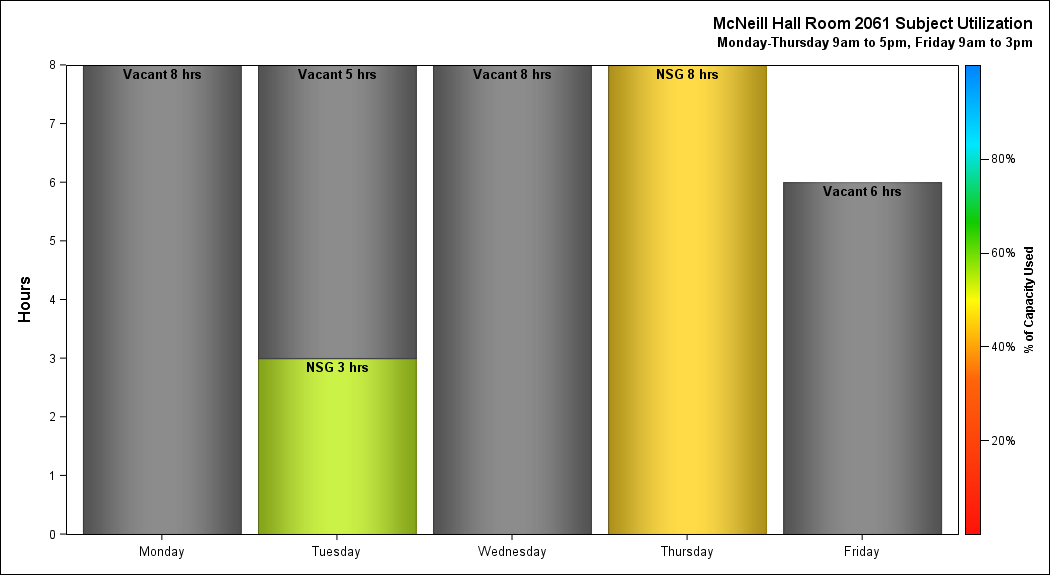 McNeill Hall Room 2061 Subject Utilization
Monday-Thursday 9am to 5pm, Friday 9am to 3pm
8
7
6
5
4
3
2
1
0
Hours
Vacant 8 hrs
Vacant 5 hrs
NSG 3 hrs
Vacant 8 hrs
NSG 8 hrs
Vacant 6 hrs
Monday
Tuesday
Wednesday
Thursday
Friday
80%
60%
40%
20%
% of Capacity Used